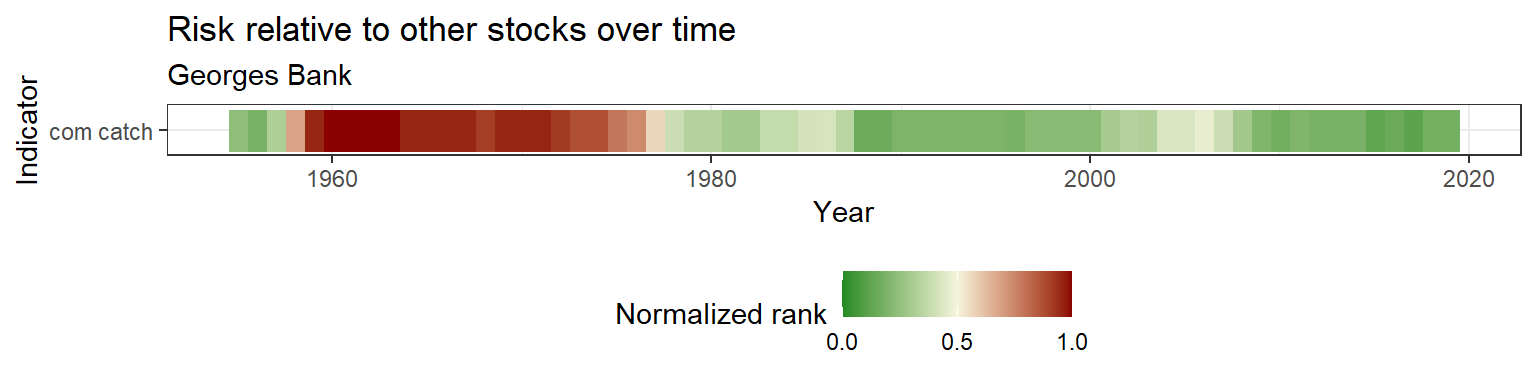 Risk relative to other stocks over time
Georges Bank
Indicator
com catch
1960 1980 2000 2020
Year
Normalized rank
0.0 0.5 1.0